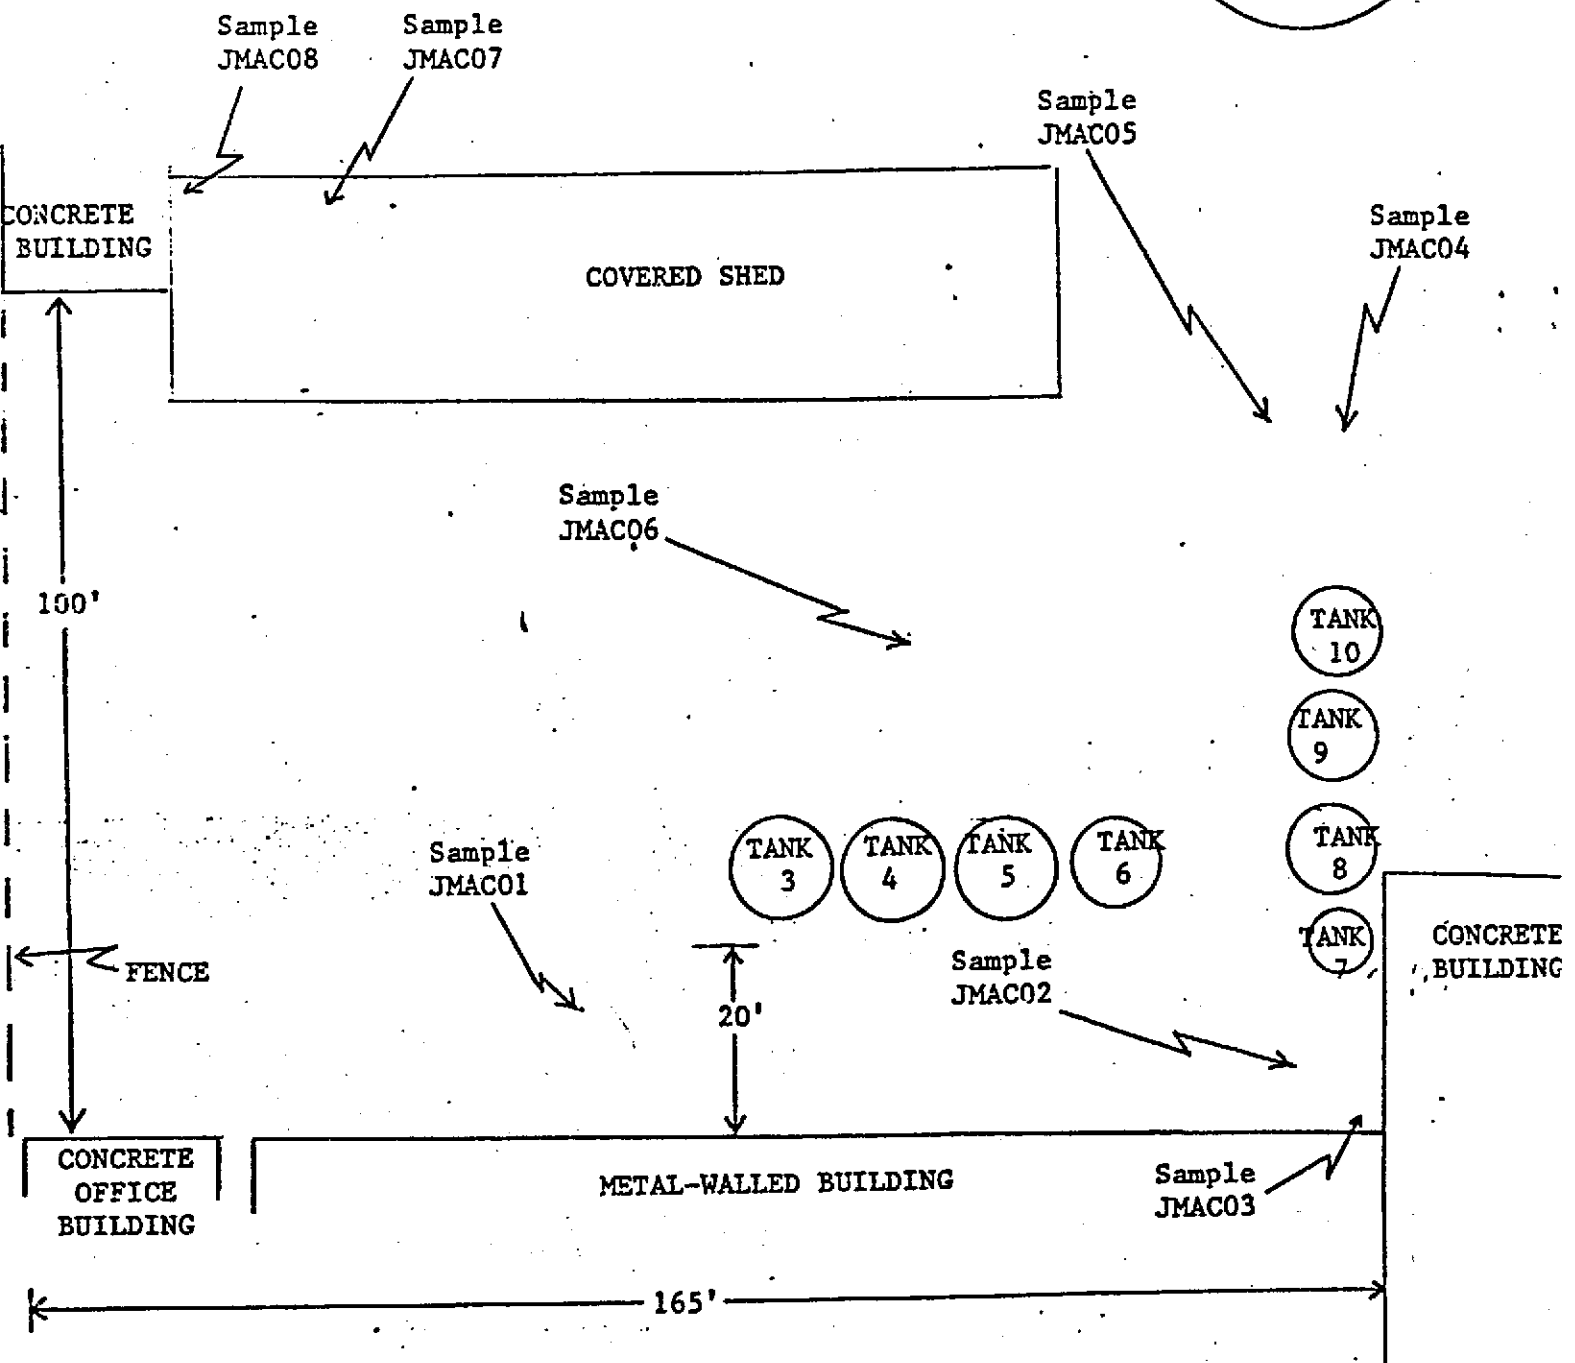 Sample
JMAC08
Sample
JMAC07
Sample
JMAC05
Sample
JMAC04
CONCRETE
BUILDING
COVERED SHED
Sample
JMAC06
100'
TANK
10
TANK
9
Sample
JMAC01
TANK
3
TANK
4
TANK
5
TANK
6
TANK
8
TANK
7
CONCRETE
BUILDING
FENCE
Sample
JMAC02
20'
CONCRETE
OFFICE
BUILDING
METAL-WALLED BUILDING
Sample
JMAC03
165'